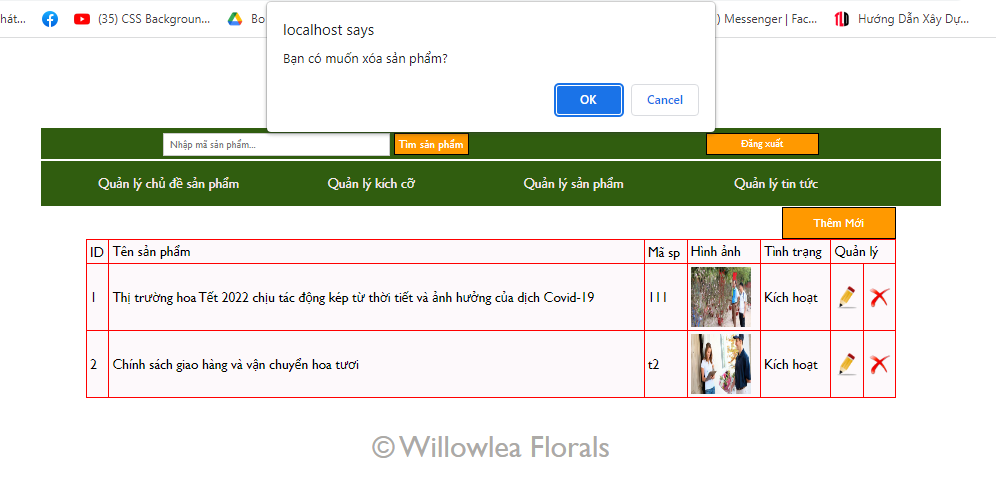 hát...
(35) CSS Backgroun...
Bo
) Messenger | Fac...
Hướng Dẫn Xây Dự...
localhost says
Bạn có muốn xóa sản phẩm?
OK
Cancel
Nhập mã sản phẩm...
Tìm sản phẩm
Đăng xuất
Quản lý chủ đề sản phẩm
Quản lý kích cỡ
Quản lý sản phẩm
Quản lý tin tức
Thêm Mới
ID Tên sản phẩm Mã sp Hình ảnh Tình trạng Quản lý
1 Thị trường hoa Tết 2022 chịu tác động kép từ thời tiết và ảnh hưởng của dịch Covid-19 111 Kích hoạt
2 Chính sách giao hàng và vận chuyển hoa tươi t2 Kích hoạt
© Willowlea Florals